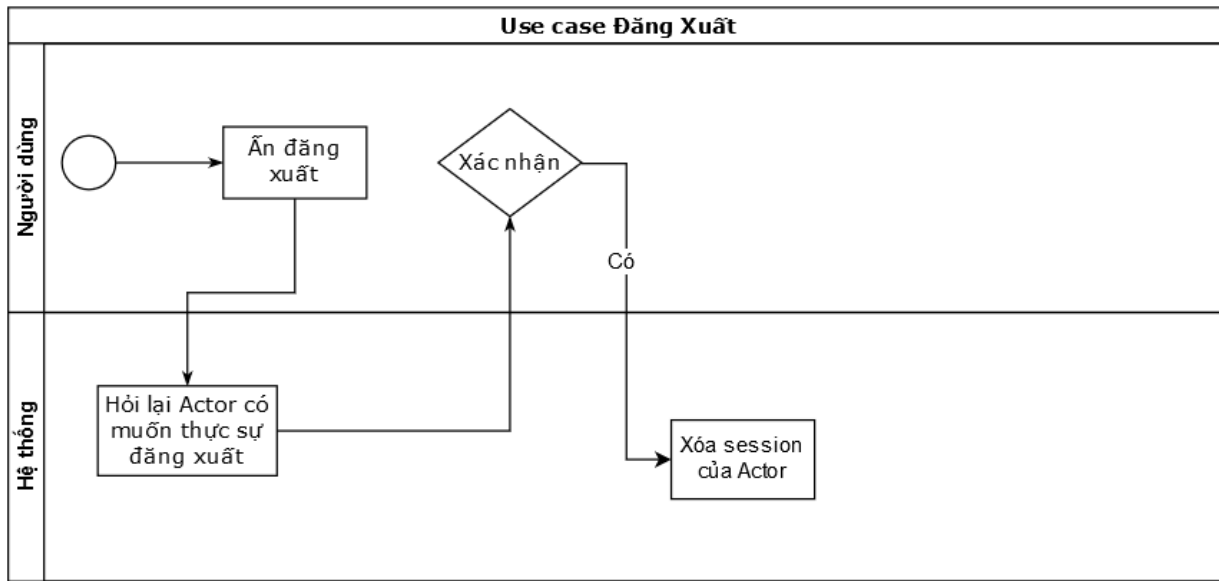 Use case Đăng Xuất
Người dùng
Ấn đăng
xuất
Xác nhận
Có
Hệ thống
Hỏi lại Actor có
muốn thực sự
đăng xuất
Xóa session
của Actor